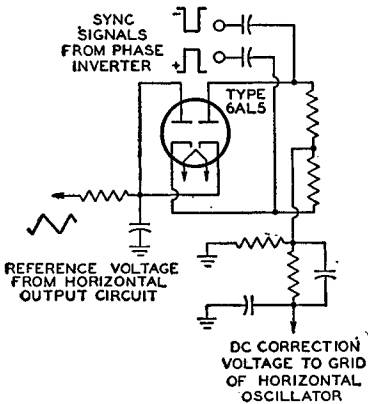 SYNC
SIGNALS
FROM PHASE
INVERTER
−
+
TYPE
6AL5
REFERENCE VOLTAGE
FROM HORIZONTAL
OUTPUT CIRCUIT
DC CORRECTION
VOLTAGE TO GRID
OF HORIZONTAL
OSCILLATOR